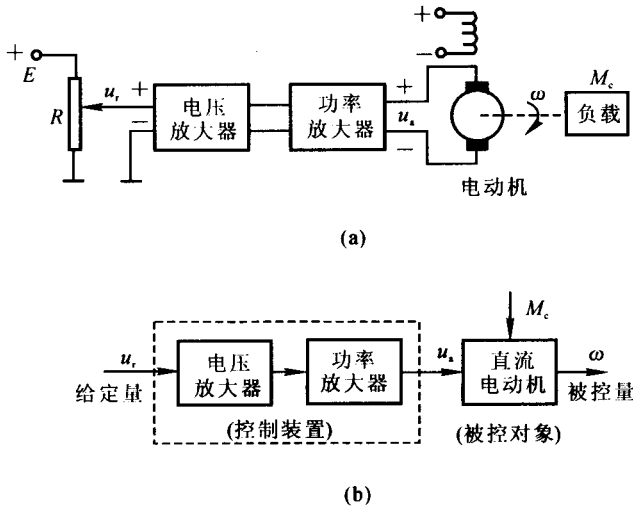 +
E
R
u_r
+
−
电压
放大器
功率
放大器
+
u_a
−
+
−
电动机
ω
M_c
负载
(a)
u_r
给定量
电压
放大器
功率
放大器
(控制装置)
u_a
M_c
直流
电动机
(被控对象)
ω
被控量
(b)